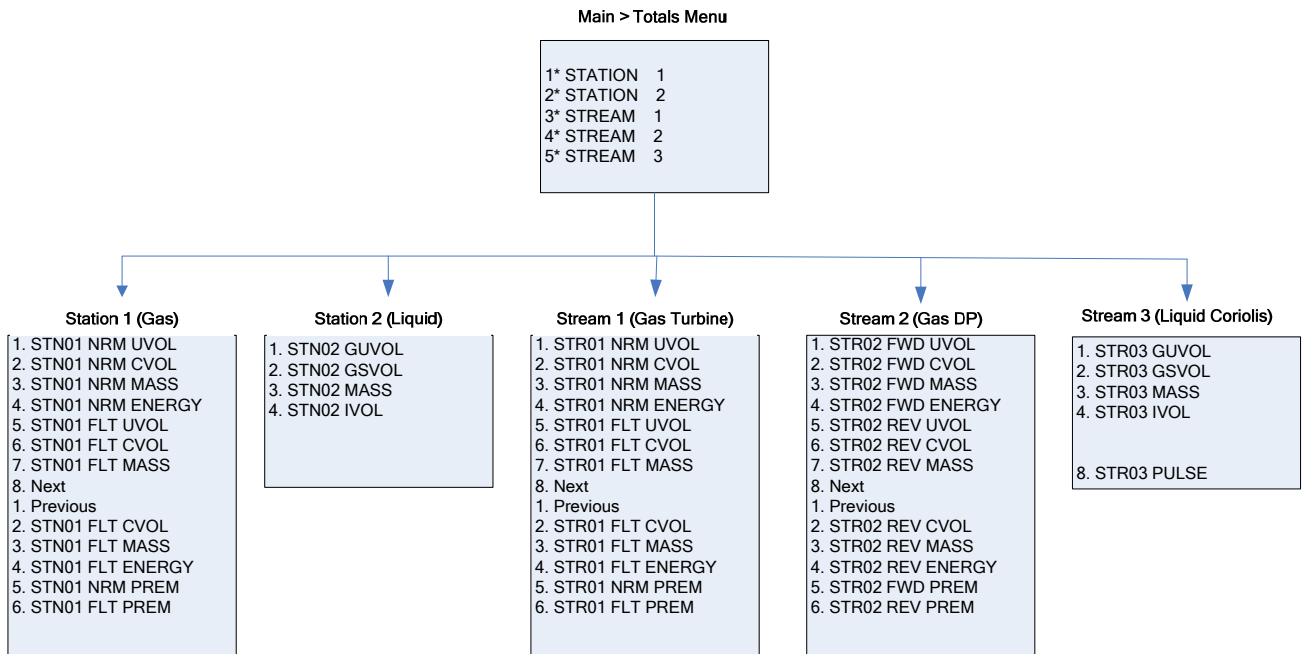 Main > Totals Menu
1* STATION 1
2* STATION 2
3* STREAM 1
4* STREAM 2
5* STREAM 3
Station 1 (Gas)
1. STN01 NRM UVOL
2. STN01 NRM CVOL
3. STN01 NRM MASS
4. STN01 NRM ENERGY
5. STN01 FLT UVOL
6. STN01 FLT CVOL
7. STN01 FLT MASS
8. Next
1. Previous
2. STN01 FLT CVOL
3. STN01 FLT MASS
4. STN01 FLT ENERGY
5. STN01 NRM PREM
6. STN01 FLT PREM
Station 2 (Liquid)
1. STN02 GUVOL
2. STN02 GSVOL
3. STN02 MASS
4. STN02 IVOL
Stream 1 (Gas Turbine)
1. STR01 NRM UVOL
2. STR01 NRM CVOL
3. STR01 NRM MASS
4. STR01 NRM ENERGY
5. STR01 FLT UVOL
6. STR01 FLT CVOL
7. STR01 FLT MASS
8. Next
1. Previous
2. STR01 FLT CVOL
3. STR01 FLT MASS
4. STR01 FLT ENERGY
5. STR01 NRM PREM
6. STR01 FLT PREM
Stream 2 (Gas DP)
1. STR02 FWD UVOL
2. STR02 FWD CVOL
3. STR02 FWD MASS
4. STR02 FWD ENERGY
5. STR02 REV UVOL
6. STR02 REV CVOL
7. STR02 REV MASS
8. Next
1. Previous
2. STR02 REV CVOL
3. STR02 REV MASS
4. STR02 REV ENERGY
5. STR02 FWD PREM
6. STR02 REV PREM
Stream 3 (Liquid Coriolis)
1. STR03 GUVOL
2. STR03 GSVOL
3. STR03 MASS
4. STR03 IVOL
8. STR03 PULSE